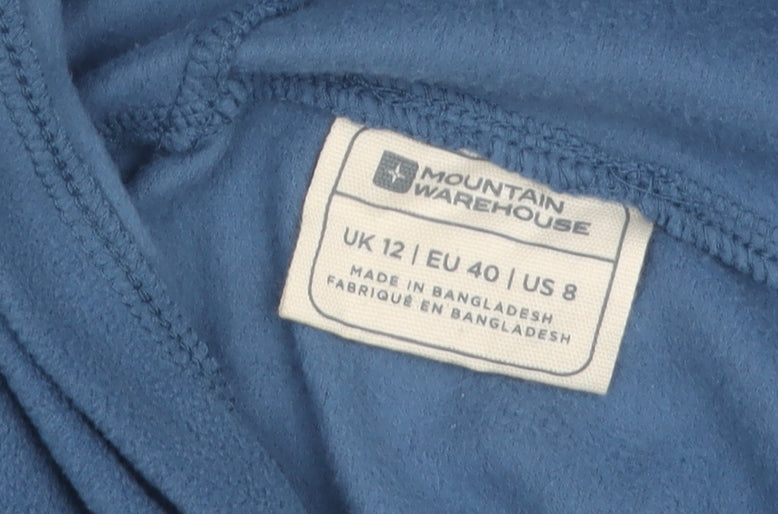 MOUNTAIN
WAREHOUSE
UK 12 | EU 40 | US 8
MADE IN BANGLADESH
FABRIQUÉ EN BANGLADESH